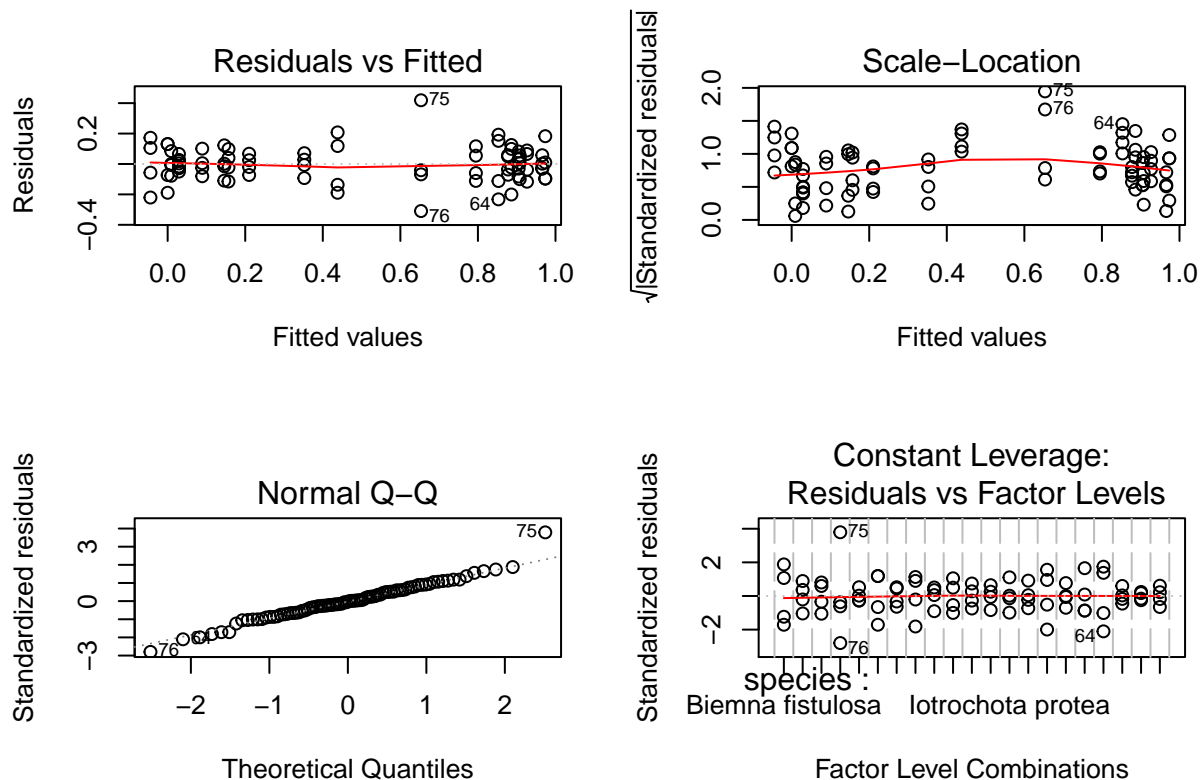 Residuals vs Fitted
Residuals
0.2
−0.4
75
76
64
0.0 0.2 0.4 0.6 0.8 1.0
Fitted values
Scale−Location
√|Standardized residuals|
2.0
1.0
0.0
75
76
64
0.0 0.2 0.4 0.6 0.8 1.0
Fitted values
Normal Q−Q
Standardized residuals
3
0
−3
75
76
−2 −1 0 1 2
Theoretical Quantiles
Constant Leverage:
Residuals vs Factor Levels
Standardized residuals
2
−2
75
76
64
species :
Biemna fistulosa Iotrochota protea
Factor Level Combinations